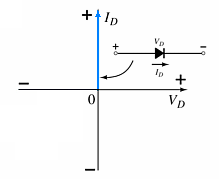 + I_D
V_D
+ −
I_D
− +
0 V_D
−